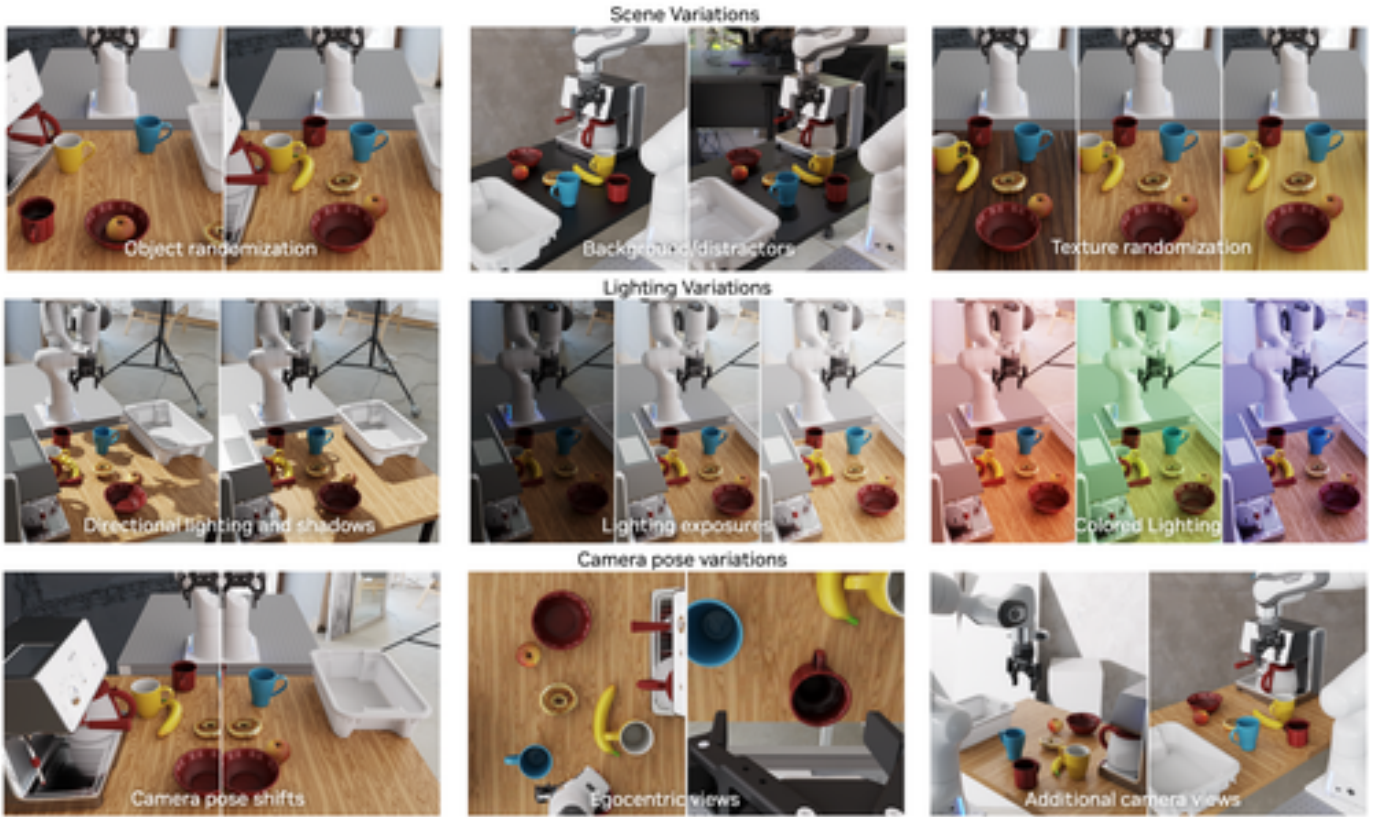 Scene Variations
Object randomization
Background/distractors
Texture randomization
Lighting Variations
Directional lighting and shadows
Lighting exposures
Colored Lighting
Camera pose variations
Camera pose shifts
Egocentric views
Additional camera views